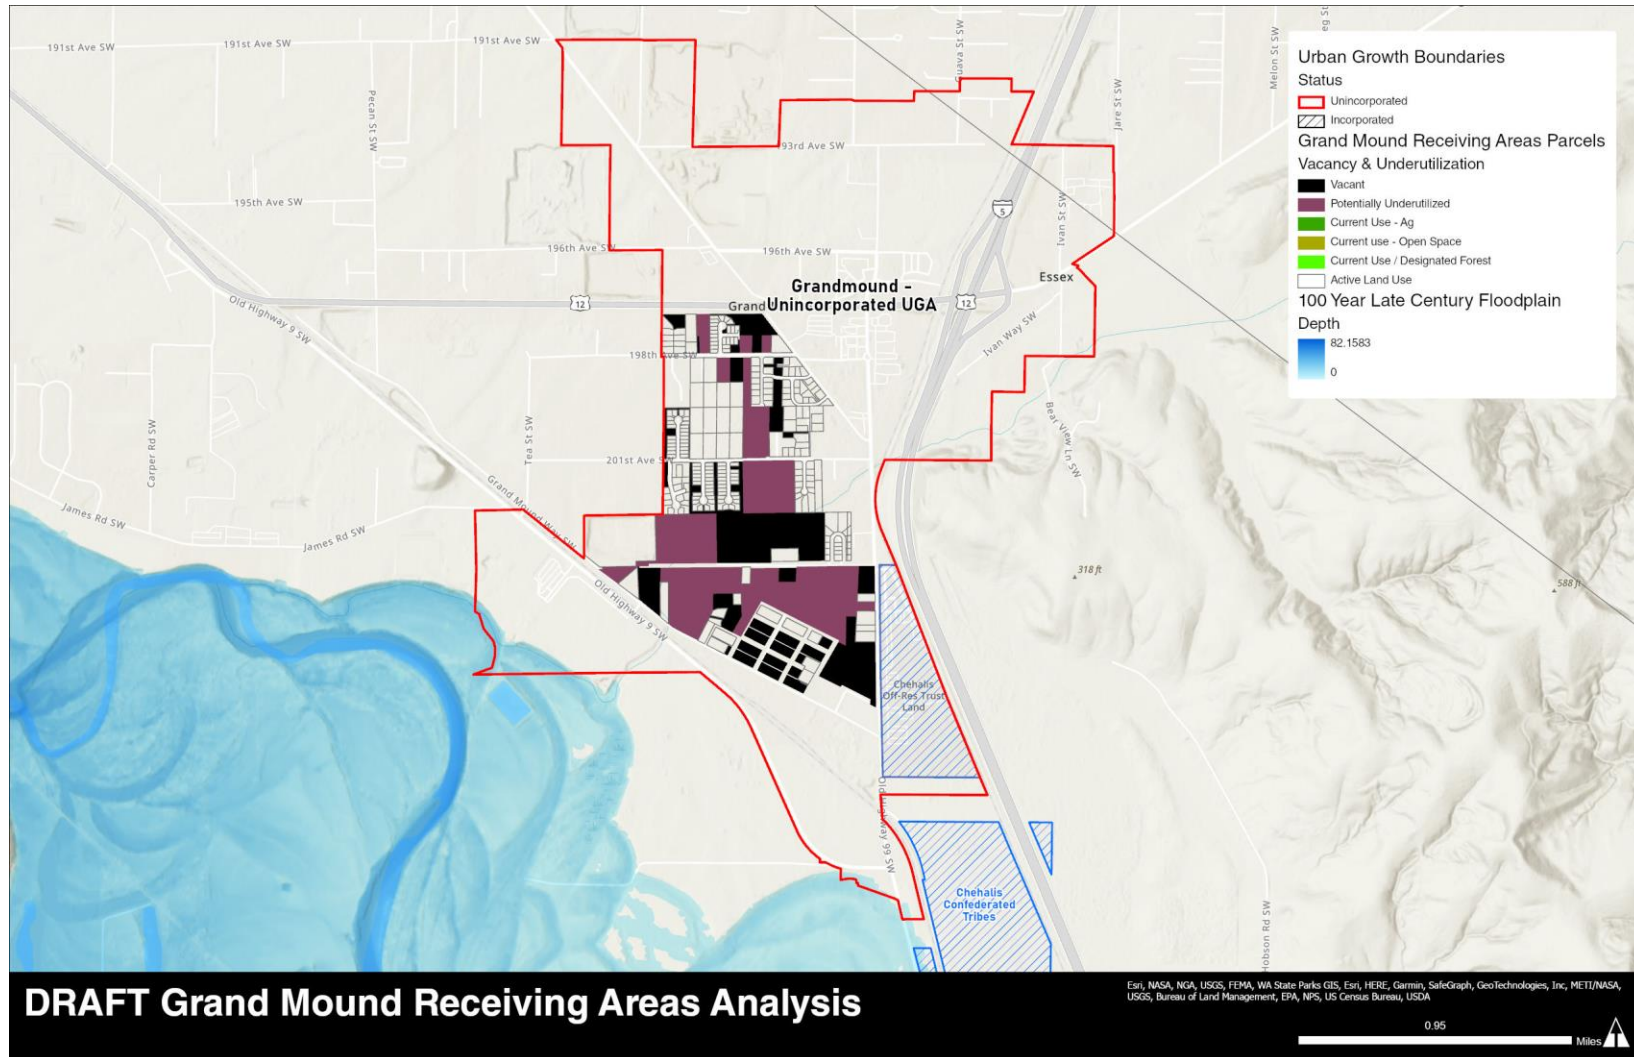 191st Ave SW
191st Ave SW
191st Ave SW
Guava St SW
Melon St SW
Jare St SW
Pecan St SW
193rd Ave SW
195th Ave SW
Ivan St SW
5
196th Ave SW
196th Ave SW
Essex
Grandmound -
Unincorporated UGA
Grand
12
12
Old Highway 9 SW
Ivan Way SW
198th Ave SW
Carper Rd SW
Tea St SW
Bear View Ln SW
201st Ave S
Grand Mound Way SW
James Rd SW
James Rd SW
318 ft
588 ft
Old Highway 9 SW
Chehalis
Off-Res Trust
Land
Old Highway 99 SW
Chehalis
Confederated
Tribes
Hobson Rd SW
Urban Growth Boundaries
Status
Unincorporated
Incorporated
Grand Mound Receiving Areas Parcels
Vacancy & Underutilization
Vacant
Potentially Underutilized
Current Use - Ag
Current use - Open Space
Current Use / Designated Forest
Active Land Use
100 Year Late Century Floodplain
Depth
82.1583
0
DRAFT Grand Mound Receiving Areas Analysis
Esri, NASA, NGA, USGS, FEMA, WA State Parks GIS, Esri, HERE, Garmin, SafeGraph, GeoTechnologies, Inc, METI/NASA,
USGS, Bureau of Land Management, EPA, NPS, US Census Bureau, USDA
0.95
Miles